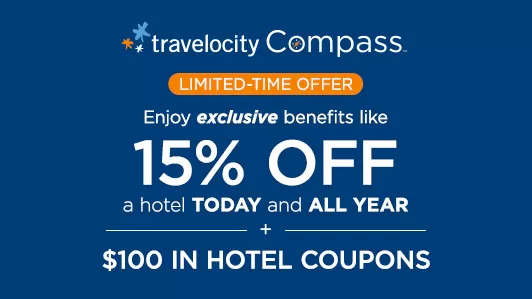 travelocity Compass
LIMITED-TIME OFFER
Enjoy exclusive benefits like
15% OFF
a hotel TODAY and ALL YEAR
+
$100 IN HOTEL COUPONS